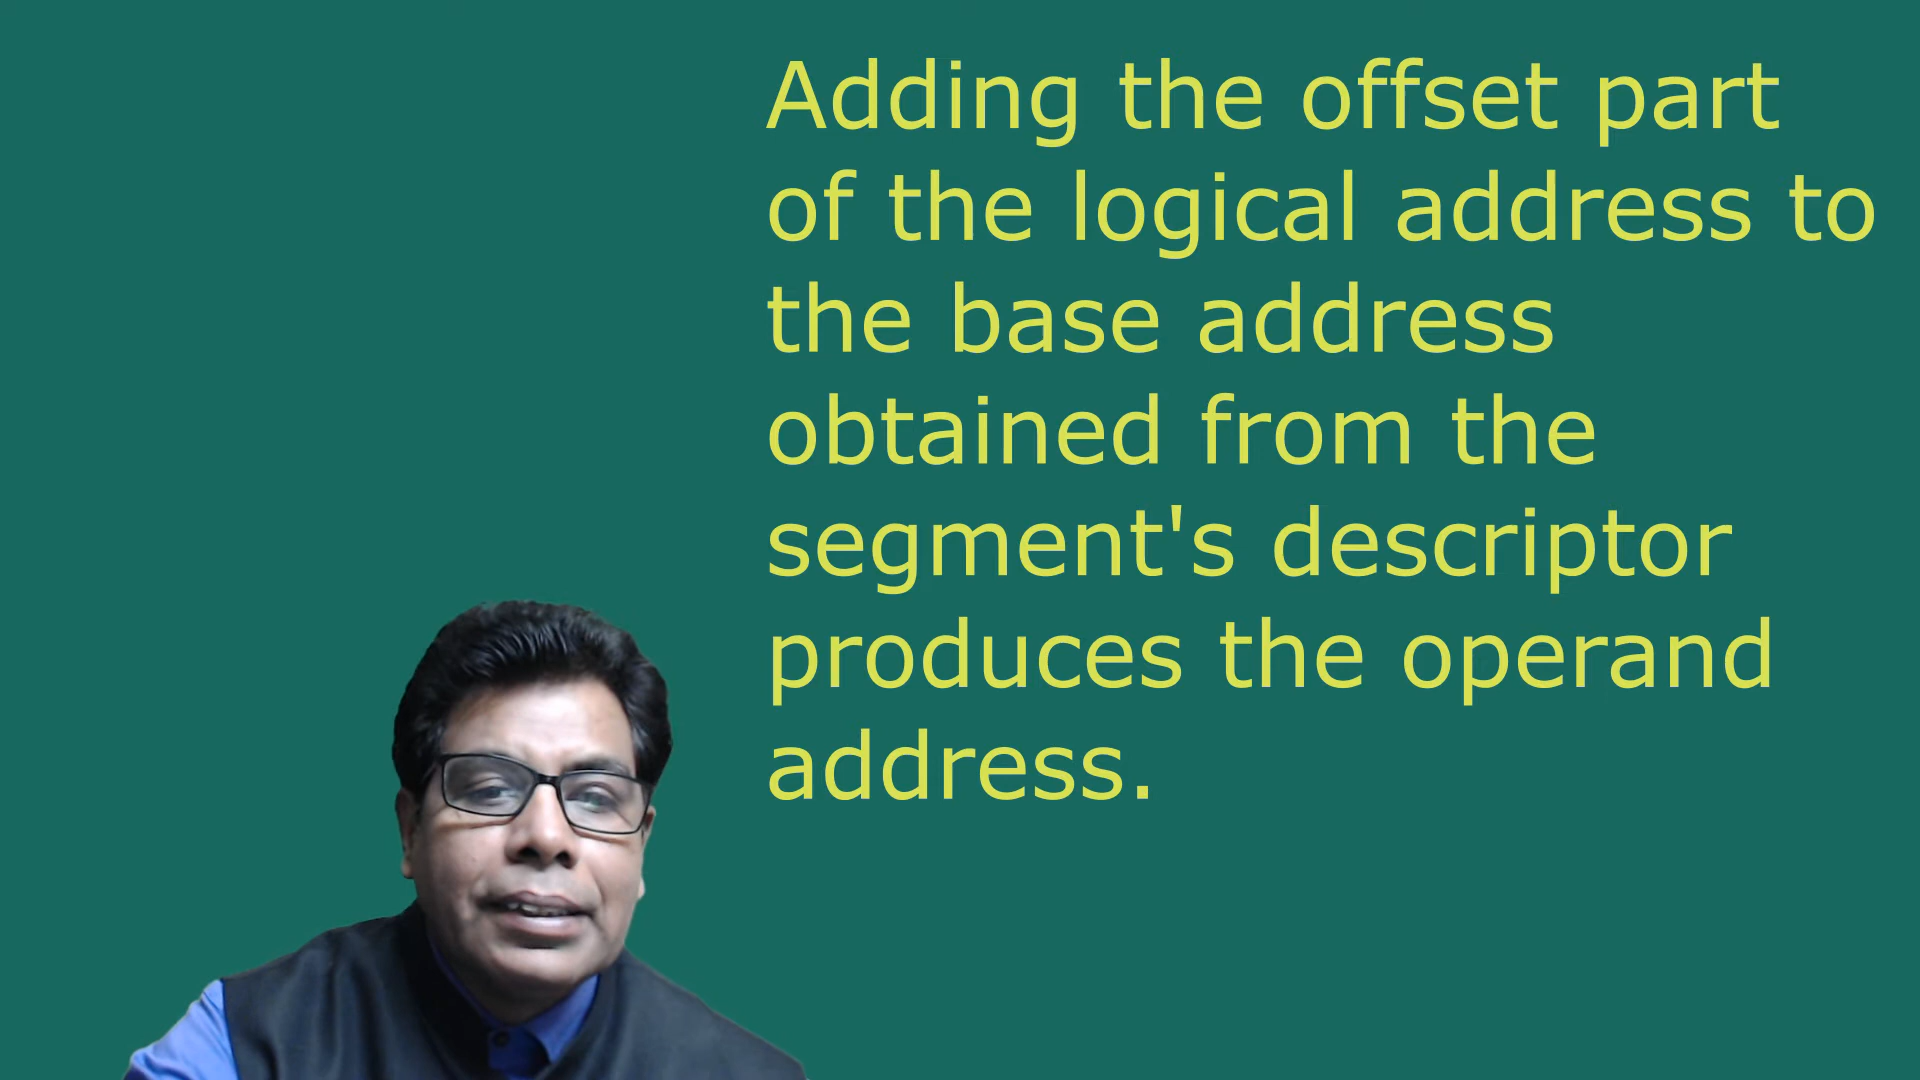 Adding the offset part
of the logical address to
the base address
obtained from the
segment's descriptor
produces the operand
address.